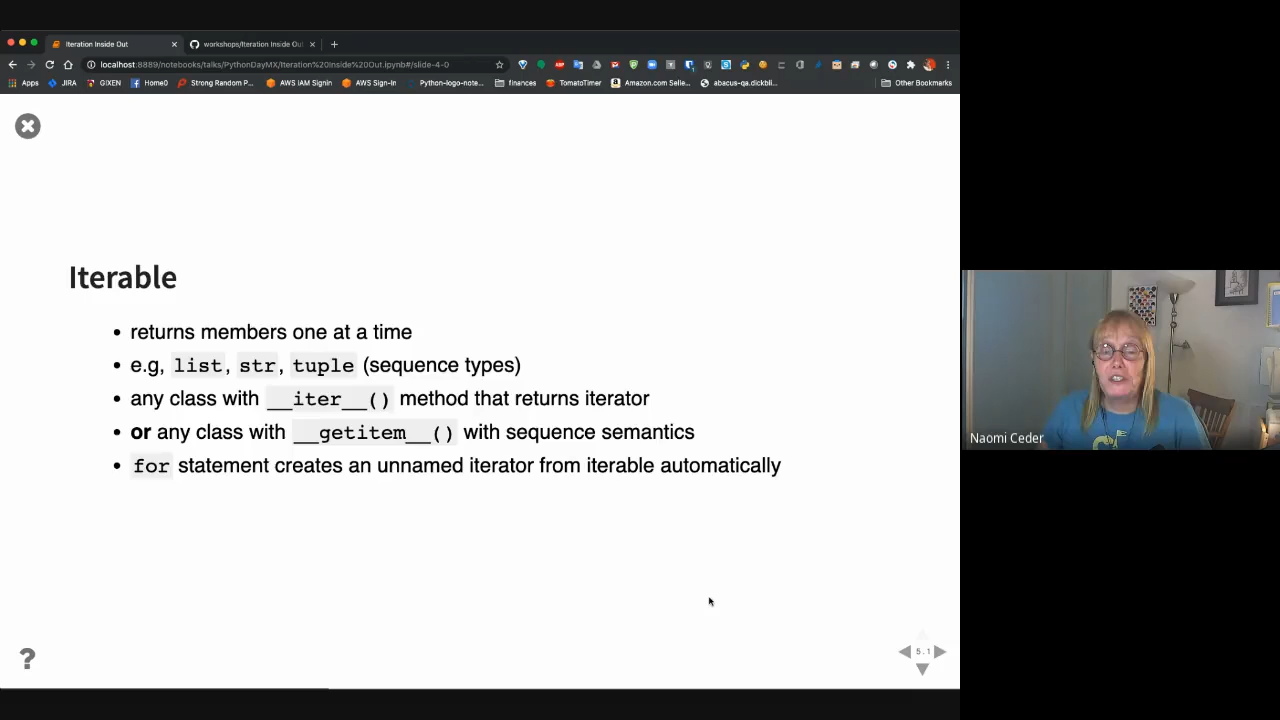 Iteration Inside Out
workshops/Iteration Inside Ou
localhost:8889/notebooks/talks/PythonDayMX/Iteration%20Inside%20Out.ipynb#/slide-4-0
Apps JIRA GIXEN Home0 Strong Random P... AWS IAM Signin AWS Sign-In Python-logo-note... finances TomatoTimer Amazon.com Selle... abacus-qa.dickbli... Other Bookmarks
Iterable
• returns members one at a time
• e.g, list, str, tuple (sequence types)
• any class with __iter__() method that returns iterator
• or any class with __getitem__() with sequence semantics
• for statement creates an unnamed iterator from iterable automatically
Naomi Ceder
?
5.1